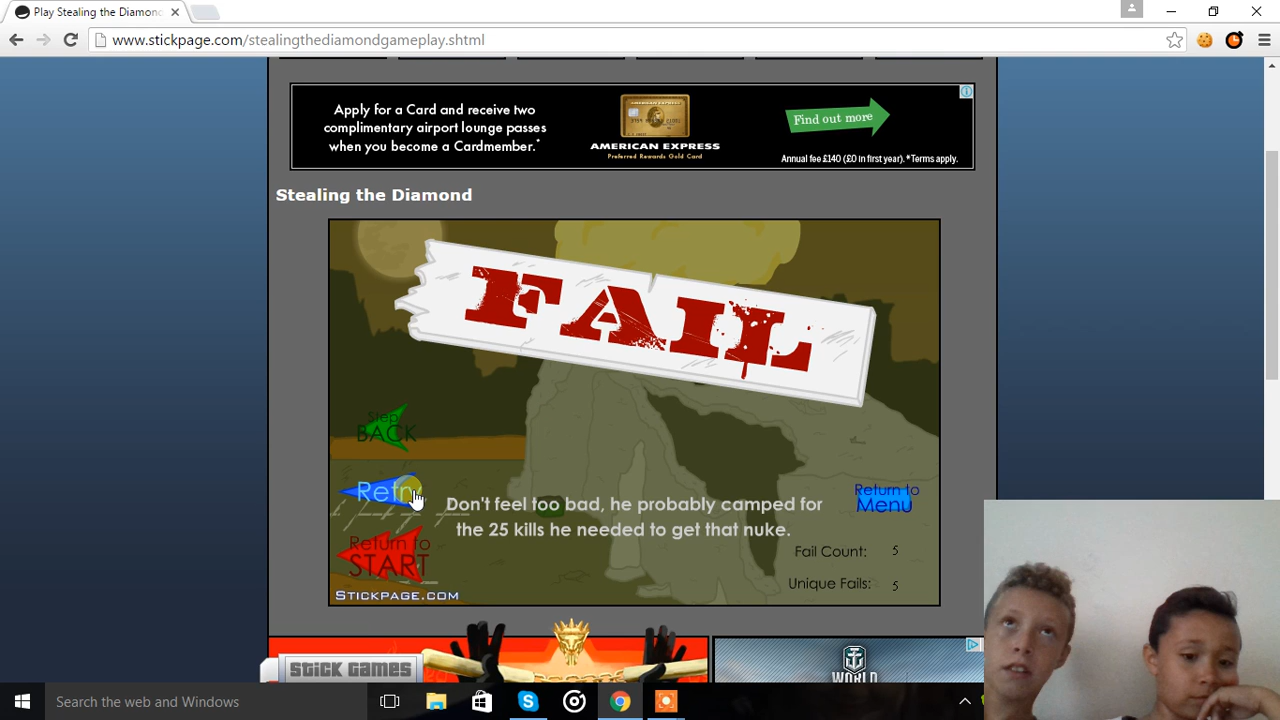 Play Stealing the Diamon
www.stickpage.com/stealingthediamondgameplay.shtml
Apply for a Card and receive two
complimentary airport lounge passes
when you become a Cardmember.*
AMERICAN EXPRESS
Preferred Rewards Gold Card
Find out more
Annual fee £140 (£0 in first year). *Terms apply.
Stealing the Diamond
FAIL
Step
BACK
Retry
Don't feel too bad, he probably camped for
the 25 kills he needed to get that nuke.
Return to
Menu
Return to
START
Fail Count: 5
Unique Fails: 5
STICKPAGE.COM
STICK GAMES
WORLD
Search the web and Windows